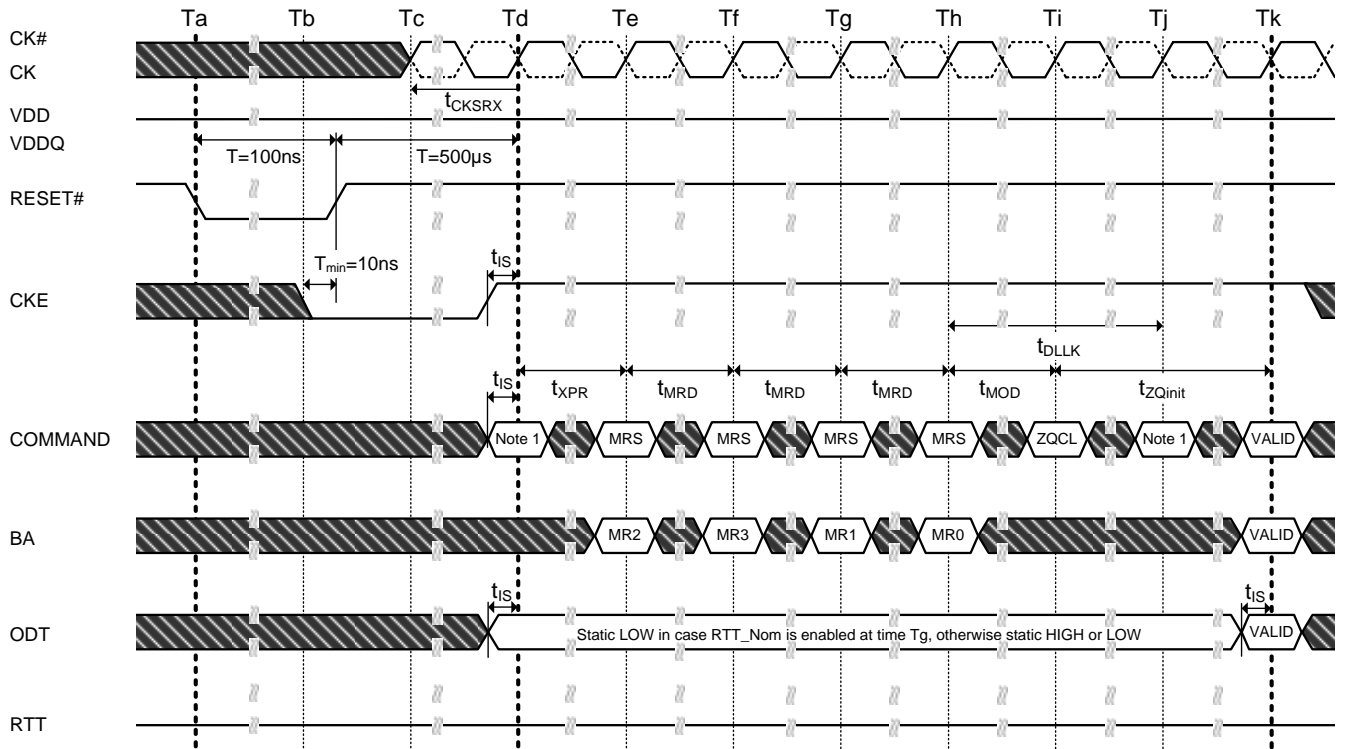 Ta Tb Tc Td Te Tf Tg Th Ti Tj Tk
CK#
CK
tCKSRX
VDD
VDDQ
T=100ns T=500µs
RESET#
Tmin=10ns tIS
CKE
tDLLK
tIS tXPR tMRD tMRD tMRD tMOD tZQinit
COMMAND Note 1 MRS MRS MRS MRS ZQCL Note 1 VALID
BA MR2 MR3 MR1 MR0 VALID
tIS tIS
ODT Static LOW in case RTT_Nom is enabled at time Tg, otherwise static HIGH or LOW VALID
RTT